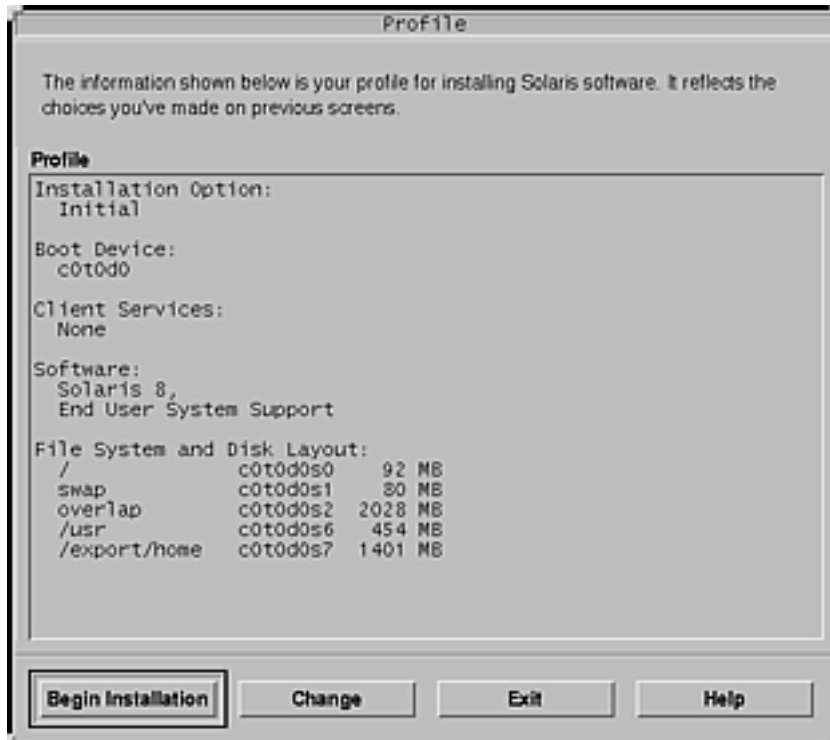 Profile
The information shown below is your profile for installing Solaris software. It reflects the
choices you've made on previous screens.
Profile
Installation Option:
Initial
Boot Device:
c0t0d0
Client Services:
None
Software:
Solaris 8,
End User System Support
File System and Disk Layout:
/ c0t0d0s0 92 MB
swap c0t0d0s1 80 MB
overlap c0t0d0s2 2028 MB
/usr c0t0d0s6 454 MB
/export/home c0t0d0s7 1401 MB
Begin Installation Change Exit Help